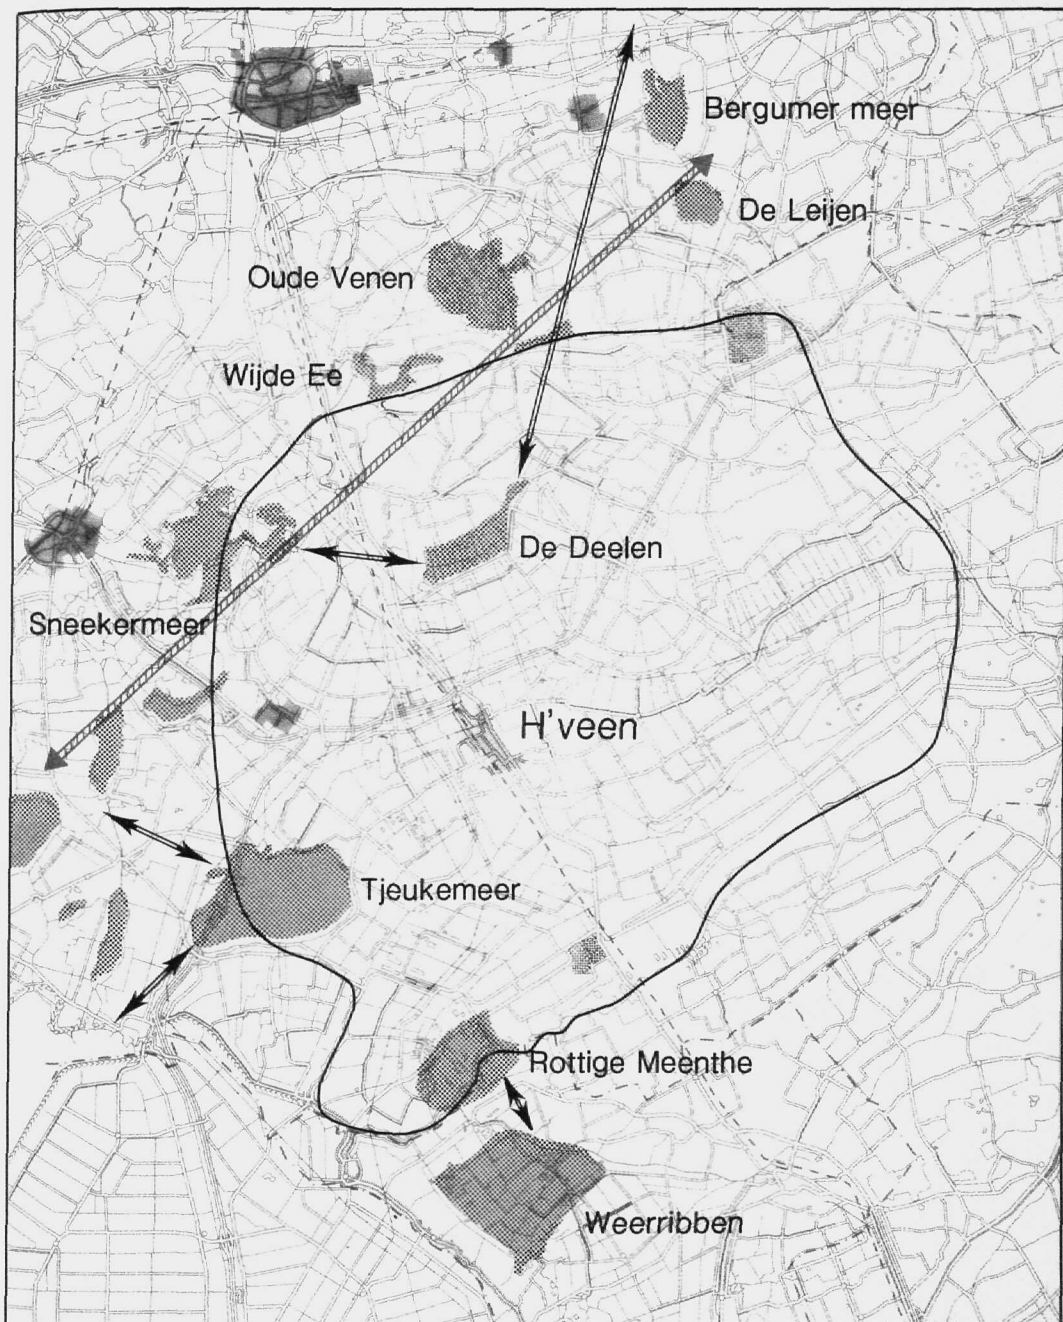 Bergumer meer
De Leijen
Oude Venen
Wijde Ee
De Deelen
Sneekermeer
H'veen
Tjeukemeer
Rottige Meenthe
Weerribben